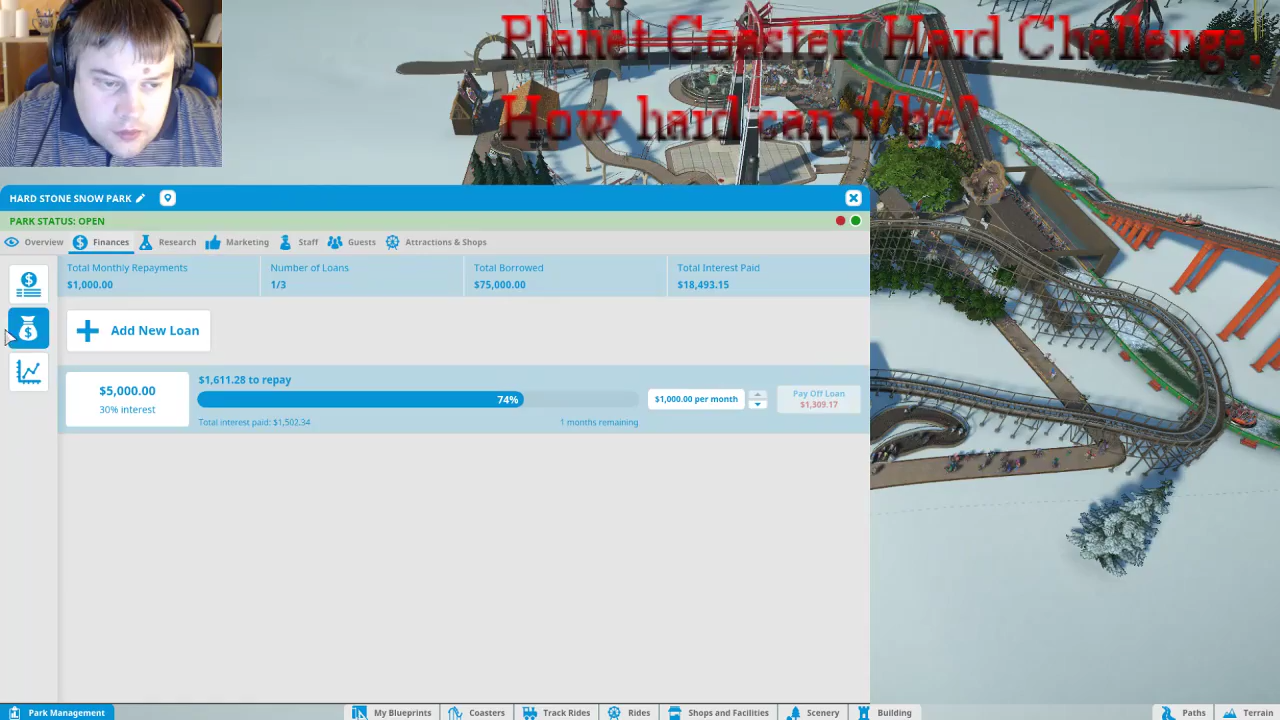 Planet Coaster. Hard Challenge,
How hard can it be?
HARD STONE SNOW PARK
PARK STATUS: OPEN
Overview Finances Research Marketing Staff Guests Attractions & Shops
Total Monthly Repayments Number of Loans Total Borrowed Total Interest Paid
$1,000.00 1/3 $75,000.00 $18,493.15
Add New Loan
$1,611.28 to repay
$5,000.00
30% interest
74%
$1,000.00 per month
Pay Off Loan
$1,309.17
Total interest paid: $1,502.34 1 months remaining
Park Management My Blueprints Coasters Track Rides Rides Shops and Facilities Scenery Building Paths Terrain